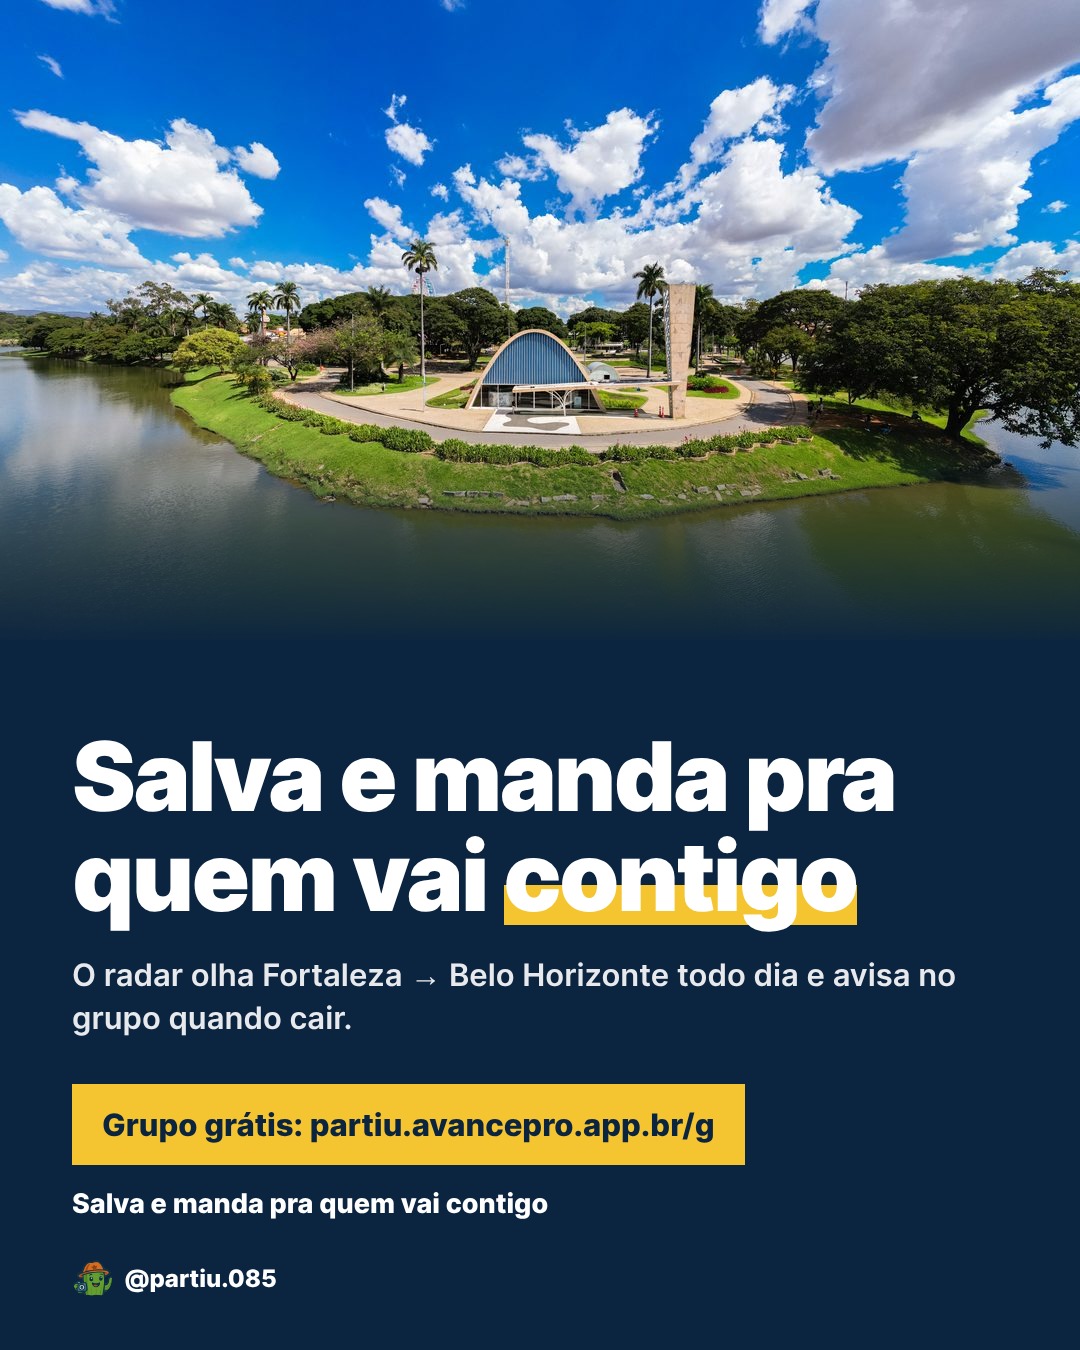 Salva e manda pra
quem vai contigo
O radar olha Fortaleza → Belo Horizonte todo dia e avisa no
grupo quando cair.
Grupo grátis: partiu.avancepro.app.br/g
Salva e manda pra quem vai contigo
@partiu.085